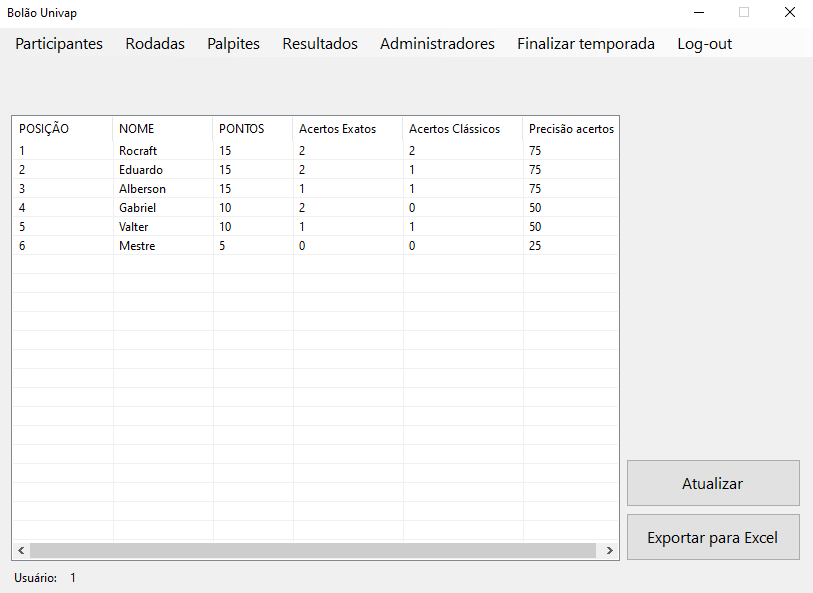 Bolão Univap
Participantes Rodadas Palpites Resultados Administradores Finalizar temporada Log-out
POSIÇÃO NOME PONTOS Acertos Exatos Acertos Clássicos Precisão acertos
1 Rocraft 15 2 2 75
2 Eduardo 15 2 1 75
3 Alberson 15 1 1 75
4 Gabriel 10 2 0 50
5 Valter 10 1 1 50
6 Mestre 5 0 0 25
Atualizar
Exportar para Excel
Usuário: 1